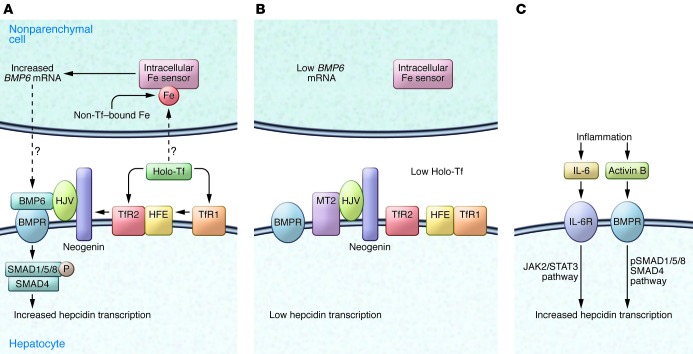 A
Nonparenchymal
cell
Increased
BMP6 mRNA
Intracellular
Fe sensor
Fe
Non-Tf–bound Fe
?
?
Holo-Tf
BMP6
HJV
BMPR
Neogenin
TfR2
HFE
TfR1
SMAD1/5/8
P
SMAD4
Increased hepcidin transcription
Hepatocyte
B
Low BMP6
mRNA
Intracellular
Fe sensor
Low Holo-Tf
BMPR
MT2
HJV
Neogenin
TfR2
HFE
TfR1
Low hepcidin transcription
C
Inflammation
IL-6
Activin B
IL-6R
BMPR
JAK2/STAT3
pathway
pSMAD1/5/8
SMAD4
pathway
Increased hepcidin transcription